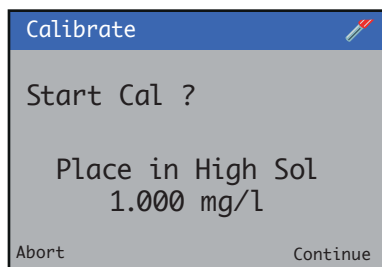 Calibrate
Start Cal ?
Place in High Sol
1.000 mg/l
Abort Continue